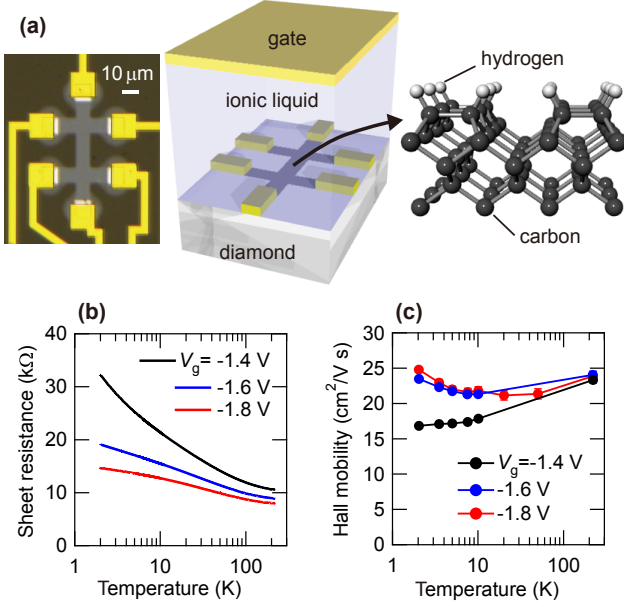 (a)
10 μm
gate
ionic liquid
diamond
hydrogen
carbon
(b)
40
30
20
10
0
1
10
100
Sheet resistance (kΩ)
Temperature (K)
Vg= -1.4 V
-1.6 V
-1.8 V
(c)
30
25
20
15
10
5
0
1
10
100
Hall mobility (cm²/V s)
Temperature (K)
Vg=-1.4 V
-1.6 V
-1.8 V